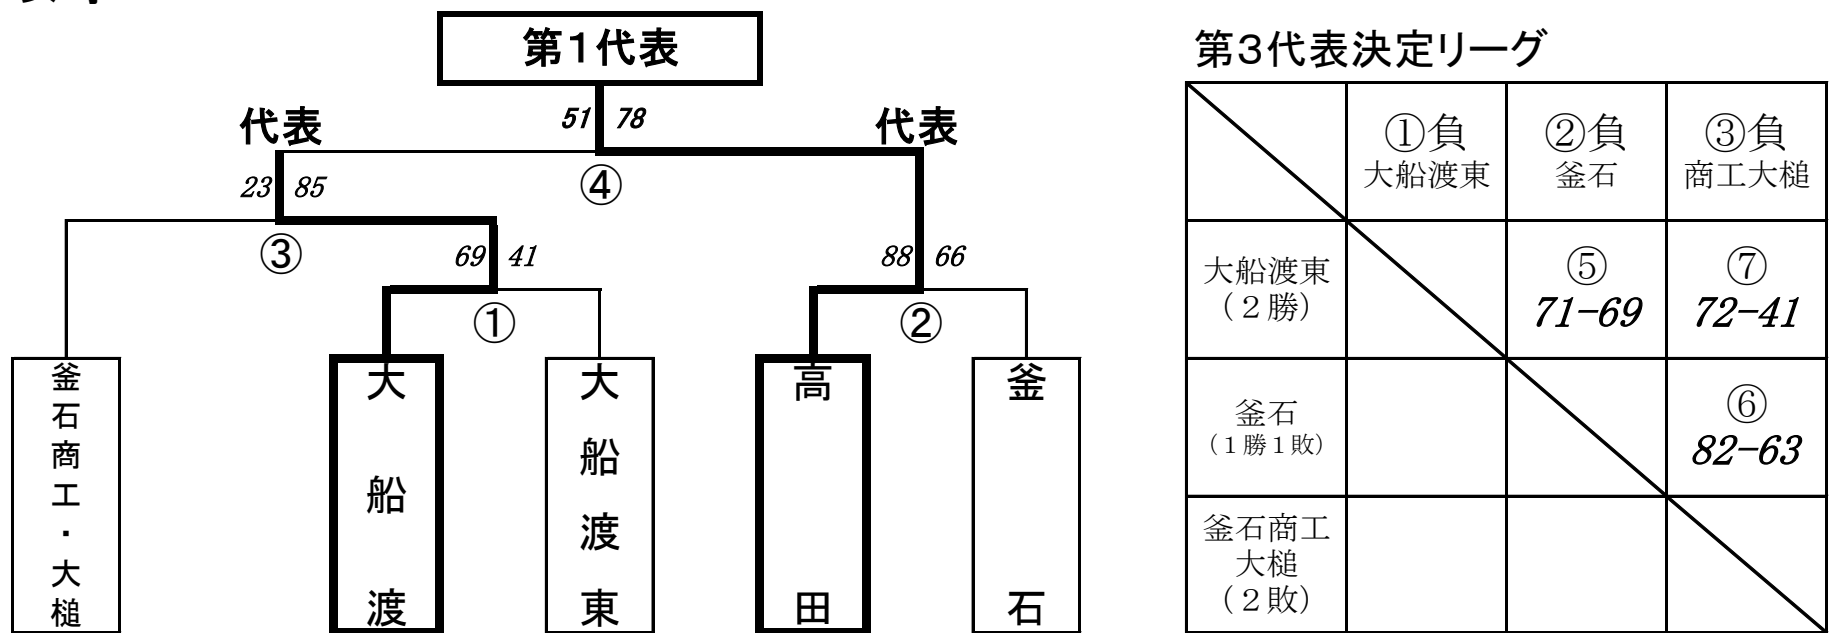 第1代表
代表
51 78
代表
23 85
④
③
69 41
88 66
①
②
釜石商工・大槌
大船渡
大船渡東
高田
釜石
第3代表決定リーグ
①負
大船渡東
②負
釜石
③負
商工大槌
大船渡東
（２勝）
⑤
71-69
⑦
72-41
釜石
（１勝１敗）
⑥
82-63
釜石商工
大槌
（２敗）